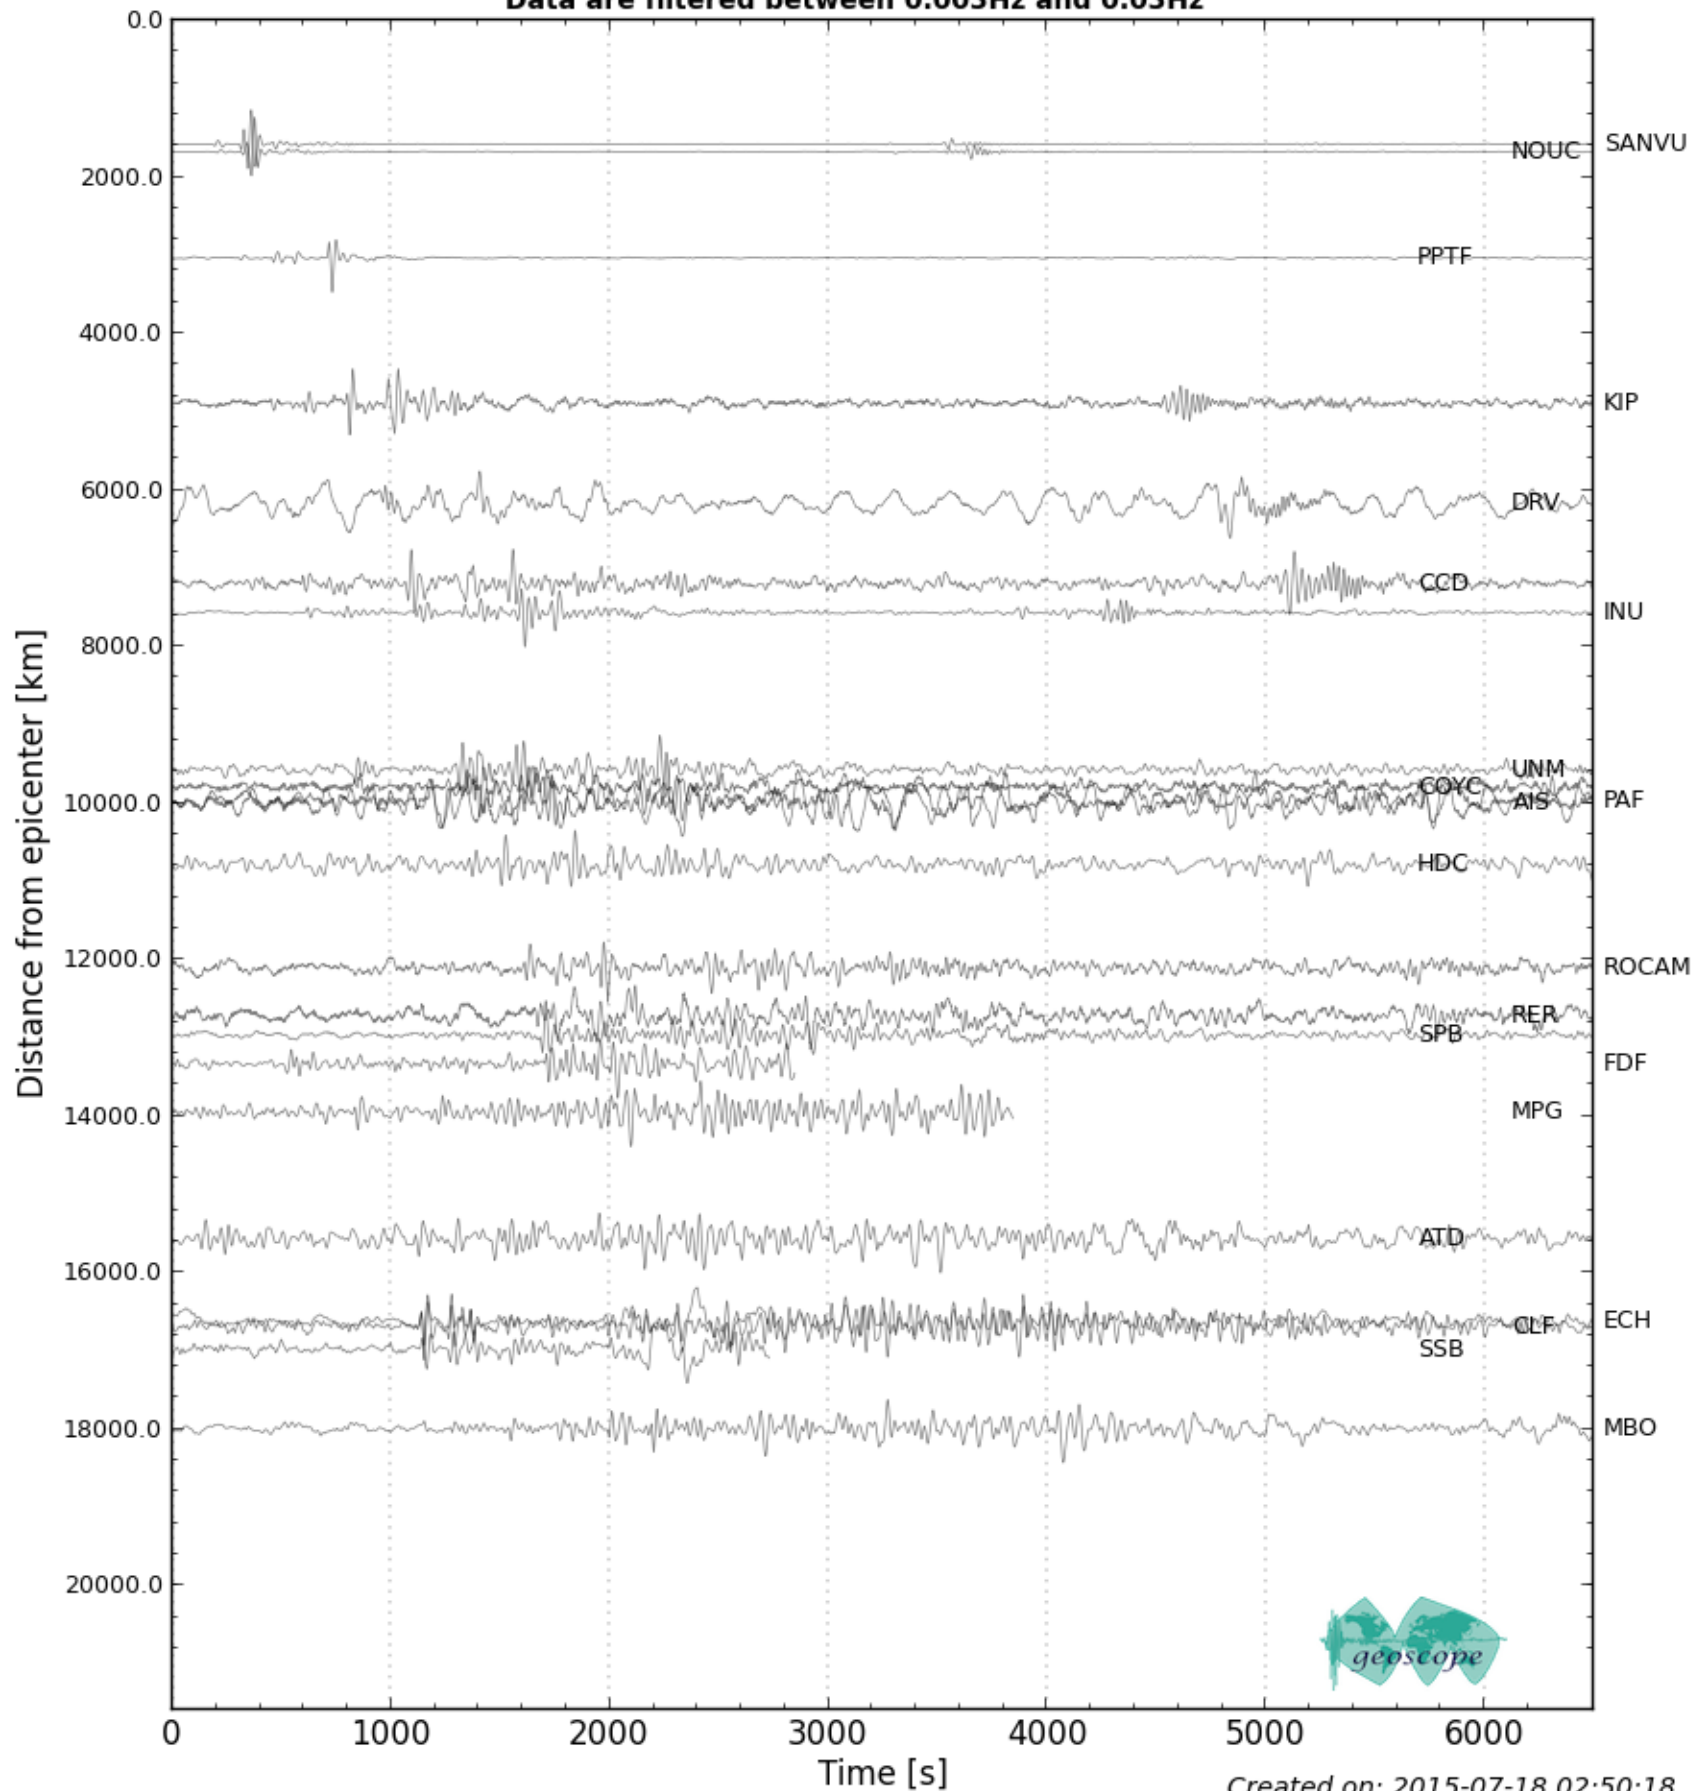 Data are filtered between 0.005Hz and 0.05Hz
0.0
SANVU
NOUC
2000.0
PPTF
4000.0
KIP
6000.0
DRV
CCD
INU
Distance from epicenter [km]
8000.0
UNM
COYC
10000.0
AIS
PAF
HDC
12000.0
ROCAM
RER
SPB
FDF
14000.0
MPG
ATD
16000.0
ECH
CLF
SSB
18000.0
MBO
20000.0
geoscope
0 1000 2000 3000 4000 5000 6000
Time [s]
Created on: 2015-07-18 02:50:18